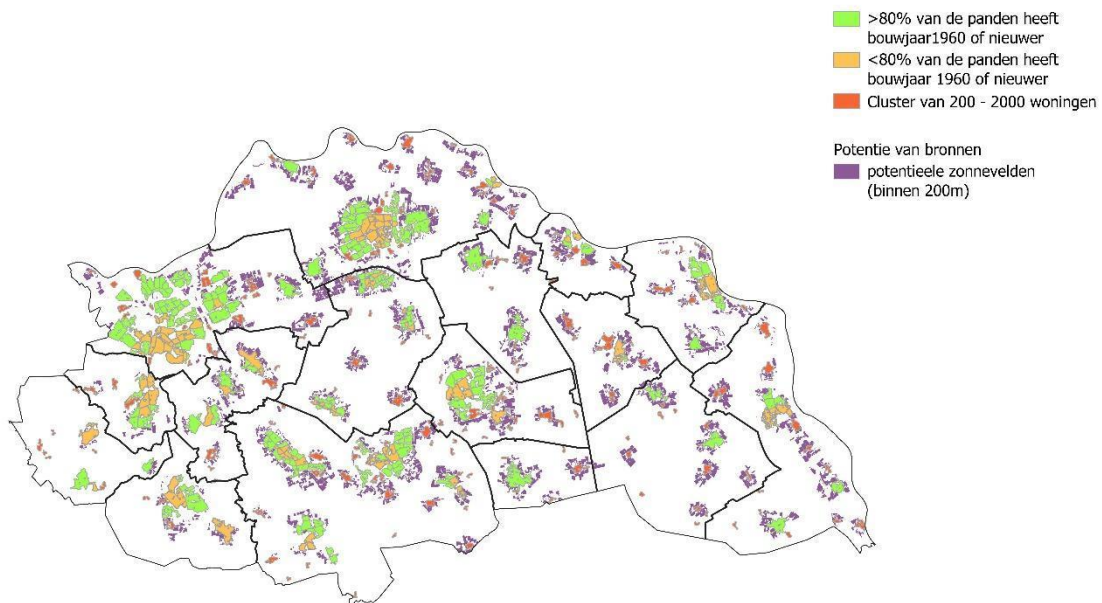 >80% van de panden heeft
bouwjaar1960 of nieuwer
<80% van de panden heeft
bouwjaar 1960 of nieuwer
Cluster van 200 - 2000 woningen
Potentie van bronnen
potentieele zonnevelden
(binnen 200m)